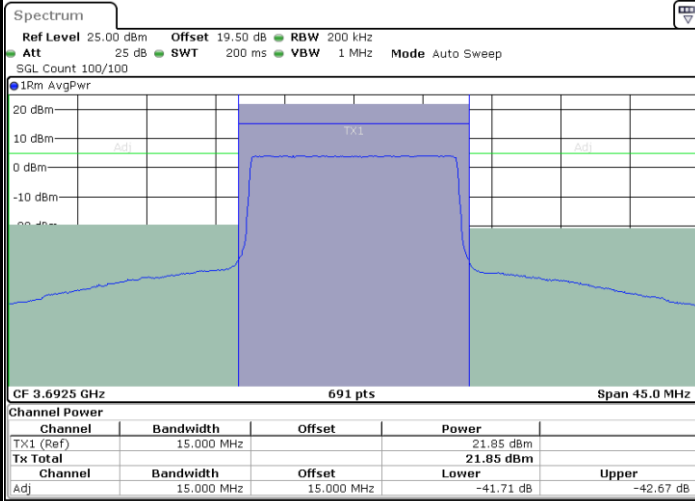 Spectrum
Ref Level 25.00 dBm Offset 19.50 dB RBW 200 kHz
Att 25 dB SWT 200 ms VBW 1 MHz Mode Auto Sweep
SGL Count 100/100
1Rm AvgPwr
20 dBm
TX1
10 dBm
Adj Adj
0 dBm
-10 dBm
CF 3.6925 GHz 691 pts Span 45.0 MHz
Channel Power
Channel Bandwidth Offset Power
TX1 (Ref) 15.000 MHz 21.85 dBm
Tx Total 21.85 dBm
Channel Bandwidth Offset Lower Upper
Adj 15.000 MHz 15.000 MHz -41.71 dB -42.67 dB